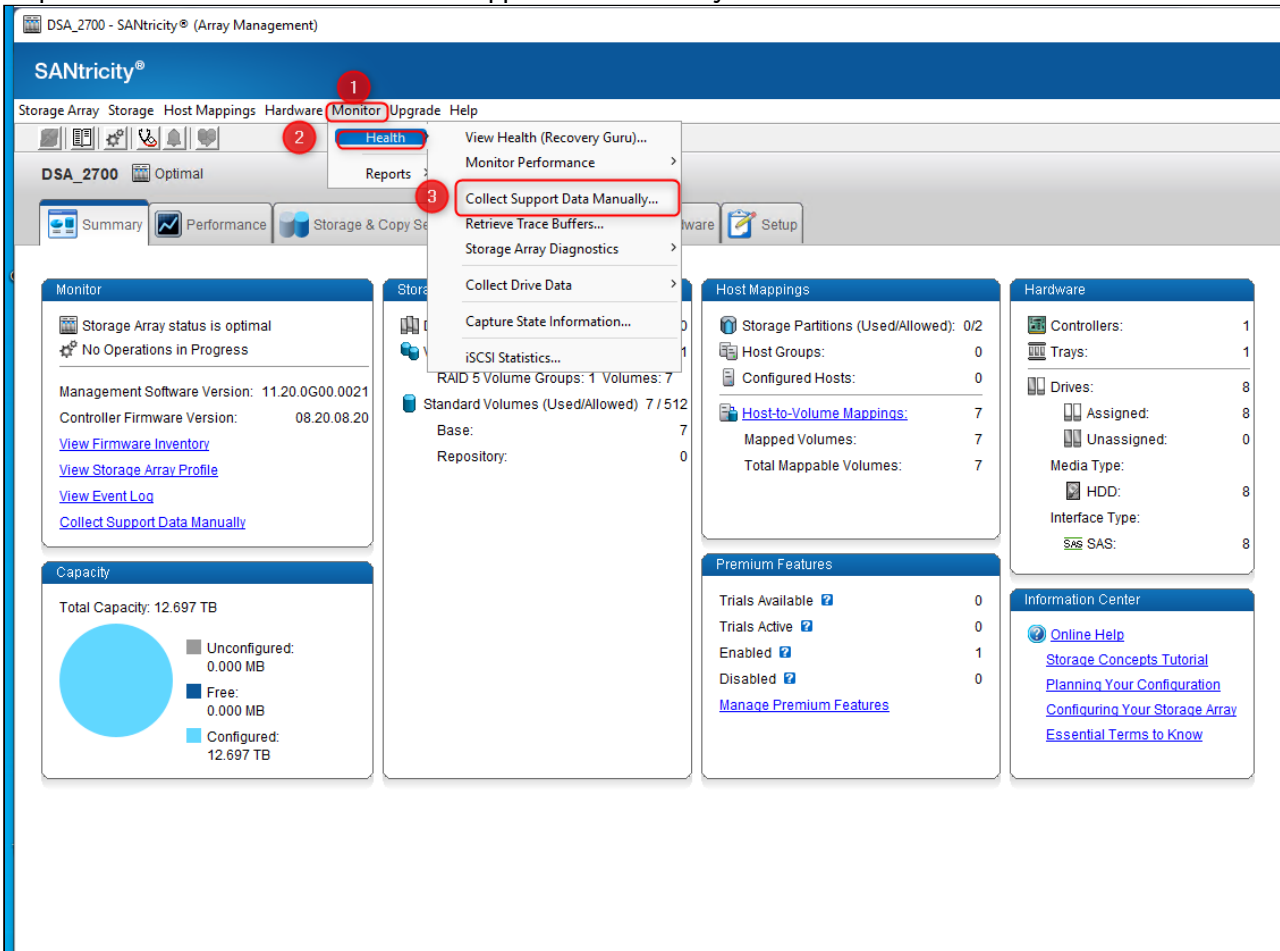 DSA_2700 - SANtricity® (Array Management)
SANtricity®
1
Storage Array Storage Host Mappings Hardware Monitor Upgrade Help
2 Health View Health (Recovery Guru)...
Monitor Performance
DSA_2700 Optimal Reports
3 Collect Support Data Manually...
Retrieve Trace Buffers...
Storage Array Diagnostics
Collect Drive Data
Capture State Information...
iSCSI Statistics...
Summary Performance Storage & Copy Se Setup
Monitor
Storage Array status is optimal
No Operations in Progress
Management Software Version: 11.20.0G00.0021
Controller Firmware Version: 08.20.08.20
View Firmware Inventory
View Storage Array Profile
View Event Log
Collect Support Data Manually
Capacity
Total Capacity: 12.697 TB
Unconfigured:
0.000 MB
Free:
0.000 MB
Configured:
12.697 TB
RAID 5 Volume Groups: 1 Volumes: 7
Standard Volumes (Used/Allowed) 7 / 512
Base: 7
Repository: 0
Host Mappings
Storage Partitions (Used/Allowed): 0/2
Host Groups: 0
Configured Hosts: 0
Host-to-Volume Mappings: 7
Mapped Volumes: 7
Total Mappable Volumes: 7
Premium Features
Trials Available 0
Trials Active 0
Enabled 1
Disabled 0
Manage Premium Features
Hardware
Controllers: 1
Trays: 1
Drives: 8
Assigned: 8
Unassigned: 0
Media Type:
HDD: 8
Interface Type:
SAS SAS: 8
Information Center
Online Help
Storage Concepts Tutorial
Planning Your Configuration
Configuring Your Storage Array
Essential Terms to Know